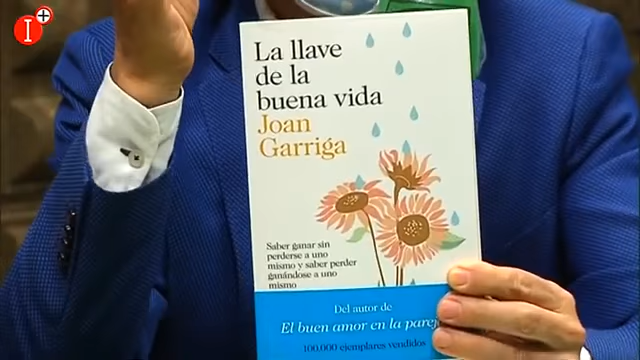 La llave
de la
buena vida
Joan
Garriga
Saber ganar sin
perderse a uno
mismo y saber perder
ganándose a uno
mismo
Del autor de
El buen amor en la pareja
100.000 ejemplares vendidos
I+